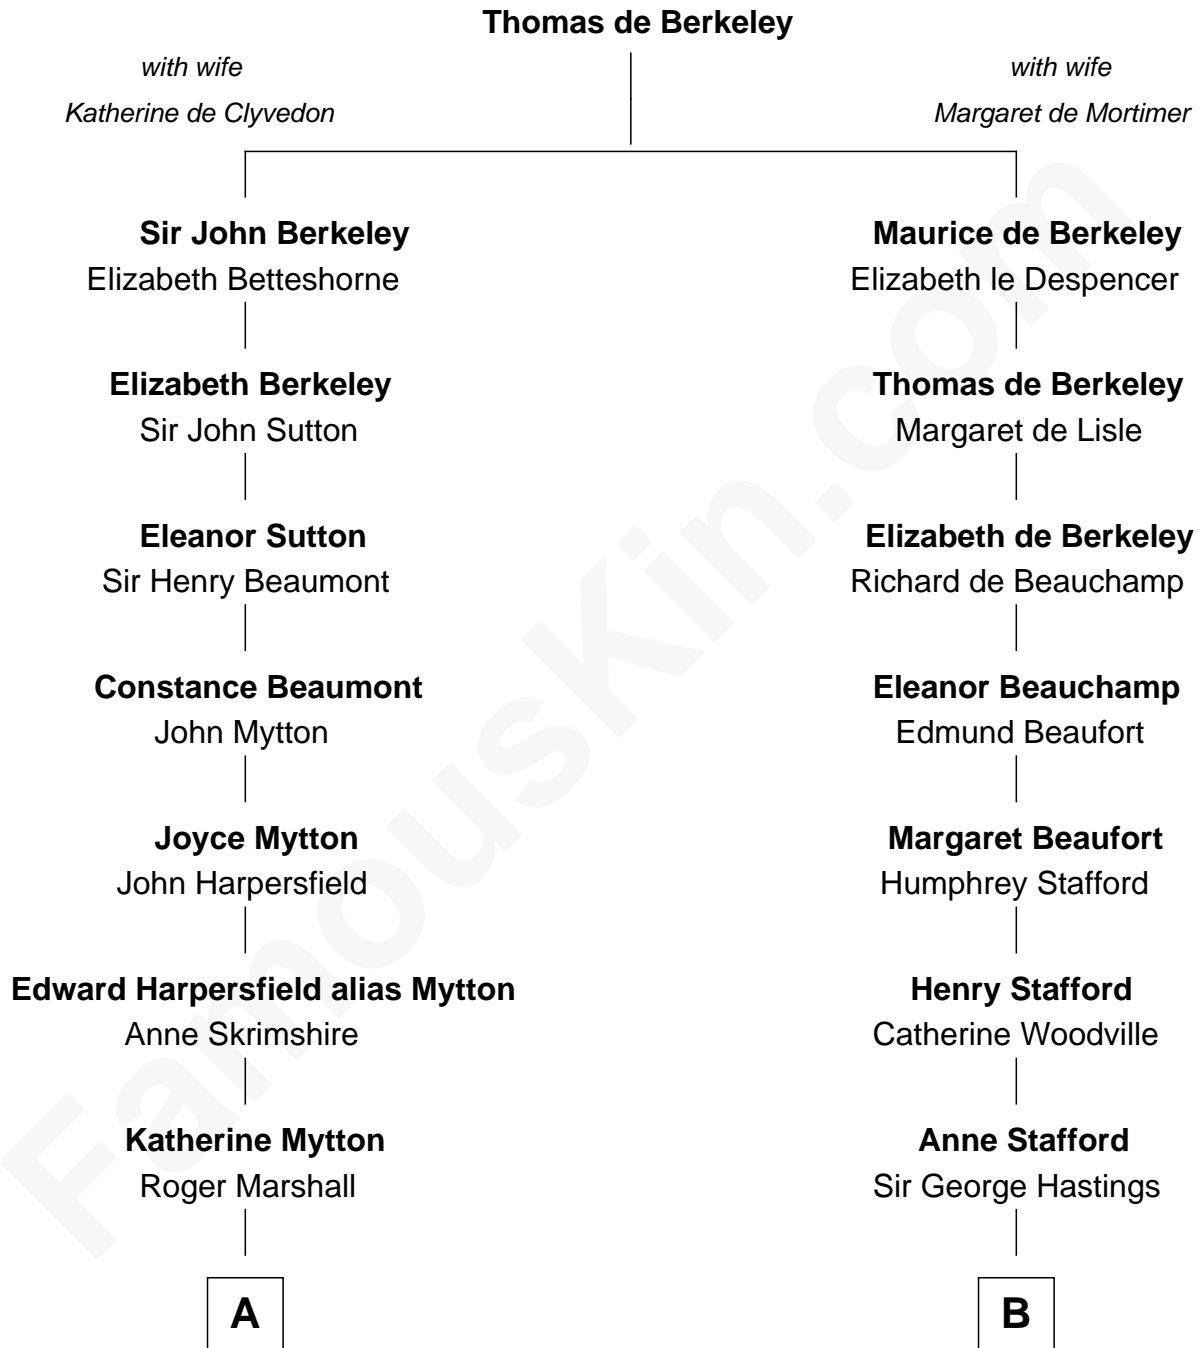 Thomas de Berkeley
with wife
Katherine de Clyvedon
with wife
Margaret de Mortimer
Sir John Berkeley
Elizabeth Betteshorne
Maurice de Berkeley
Elizabeth le Despencer
Elizabeth Berkeley
Sir John Sutton
Thomas de Berkeley
Margaret de Lisle
Eleanor Sutton
Sir Henry Beaumont
Elizabeth de Berkeley
Richard de Beauchamp
Constance Beaumont
John Mytton
Eleanor Beauchamp
Edmund Beaufort
Joyce Mytton
John Harpersfield
Margaret Beaufort
Humphrey Stafford
Edward Harpersfield alias Mytton
Anne Skrimshire
Henry Stafford
Catherine Woodville
Katherine Mytton
Roger Marshall
Anne Stafford
Sir George Hastings
A
B
FamousKin.com